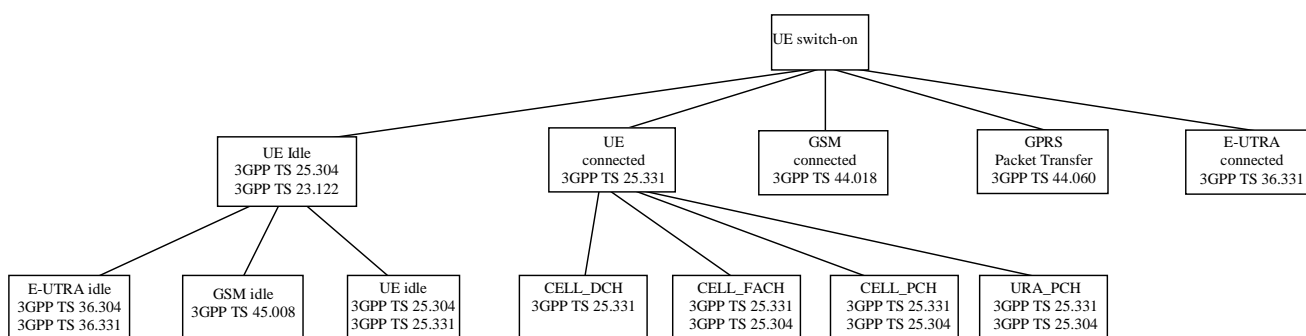 UE switch-on
UE Idle
3GPP TS 25.304
3GPP TS 23.122
UE
connected
3GPP TS 25.331
GSM
connected
3GPP TS 44.018
GPRS
Packet Transfer
3GPP TS 44.060
E-UTRA
connected
3GPP TS 36.331
E-UTRA idle
3GPP TS 36.304
3GPP TS 36.331
GSM idle
3GPP TS 45.008
UE idle
3GPP TS 25.304
3GPP TS 25.331
CELL_DCH
3GPP TS 25.331
CELL_FACH
3GPP TS 25.331
3GPP TS 25.304
CELL_PCH
3GPP TS 25.331
3GPP TS 25.304
URA_PCH
3GPP TS 25.331
3GPP TS 25.304